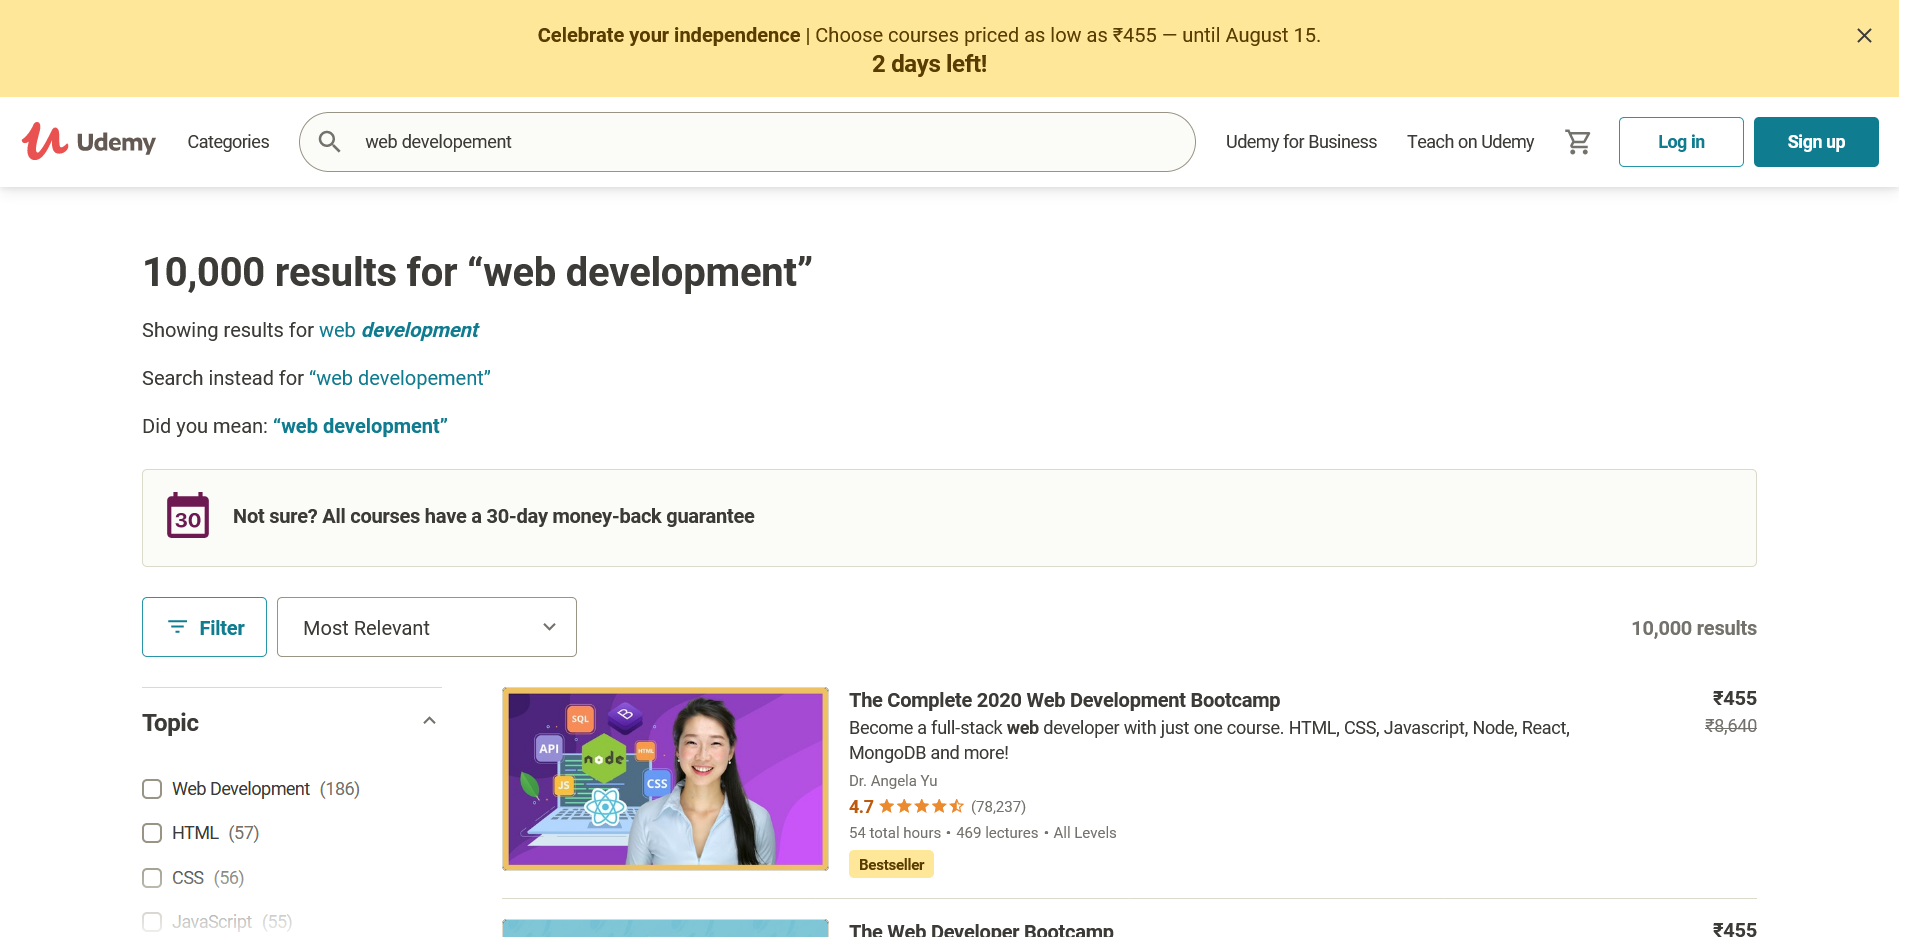 Celebrate your independence | Choose courses priced as low as ₹455 — until August 15.
2 days left!
Udemy
Categories
web developement
Udemy for Business
Teach on Udemy
Log in
Sign up
10,000 results for “web development”
Showing results for web development
Search instead for “web developement”
Did you mean: “web development”
30
Not sure? All courses have a 30-day money-back guarantee
Filter
Most Relevant
10,000 results
Topic
Web Development (186)
HTML (57)
CSS (56)
JavaScript (55)
SQL
API
node
HTML
JS
CSS
The Complete 2020 Web Development Bootcamp
₹455
Become a full-stack web developer with just one course. HTML, CSS, Javascript, Node, React,
₹8,640
MongoDB and more!
Dr. Angela Yu
4.7 (78,237)
54 total hours • 469 lectures • All Levels
Bestseller
The Web Developer Bootcamp
₹455